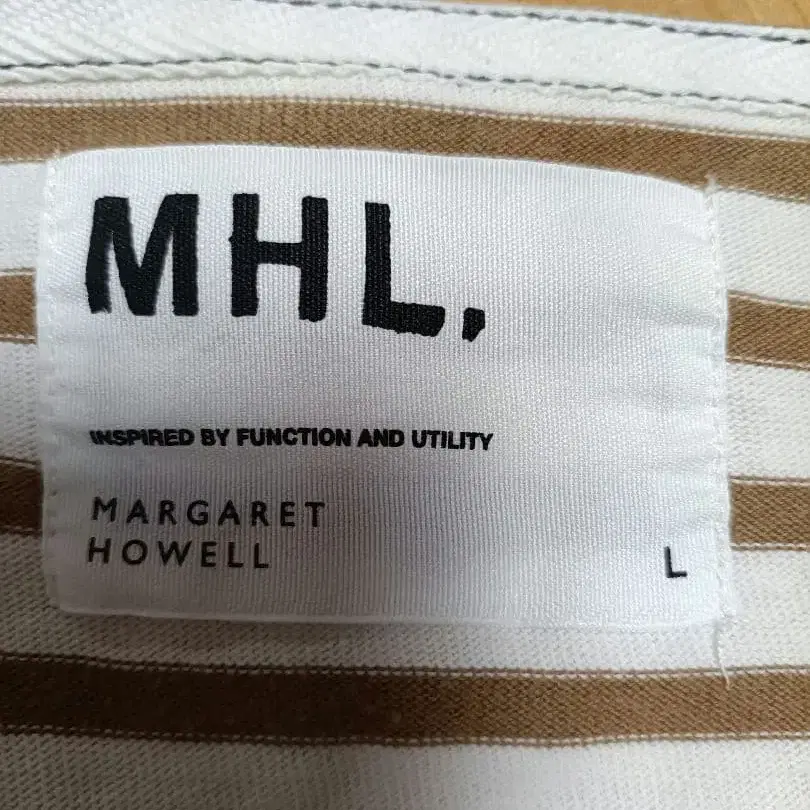 MHL.
INSPIRED BY FUNCTION AND UTILITY
MARGARET
HOWELL
L